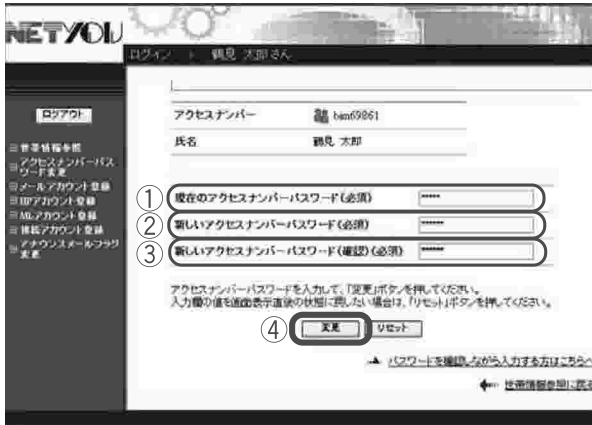 NETYOU
ログイン › 鶴見 太郎さん
ログアウト
アクセスナンバー bim69861
氏名 鶴見 太郎
世帯情報参照
アクセスナンバーパス
ワード変更
メールアカウント登録
HPアカウント登録
MLアカウント登録
接続アカウント登録
アナウンスメールフラグ
変更
① 現在のアクセスナンバーパスワード(必須) *****
② 新しいアクセスナンバーパスワード(必須) ******
③ 新しいアクセスナンバーパスワード(確認)(必須) ******
アクセスナンバーパスワードを入力して、「変更」ボタンを押してください。
入力欄の値を画面表示直後の状態に戻したい場合は、「リセット」ボタンを押してください。
④ 変更 リセット
パスワードを確認しながら入力する方はこちらへ
世帯情報参照に戻る